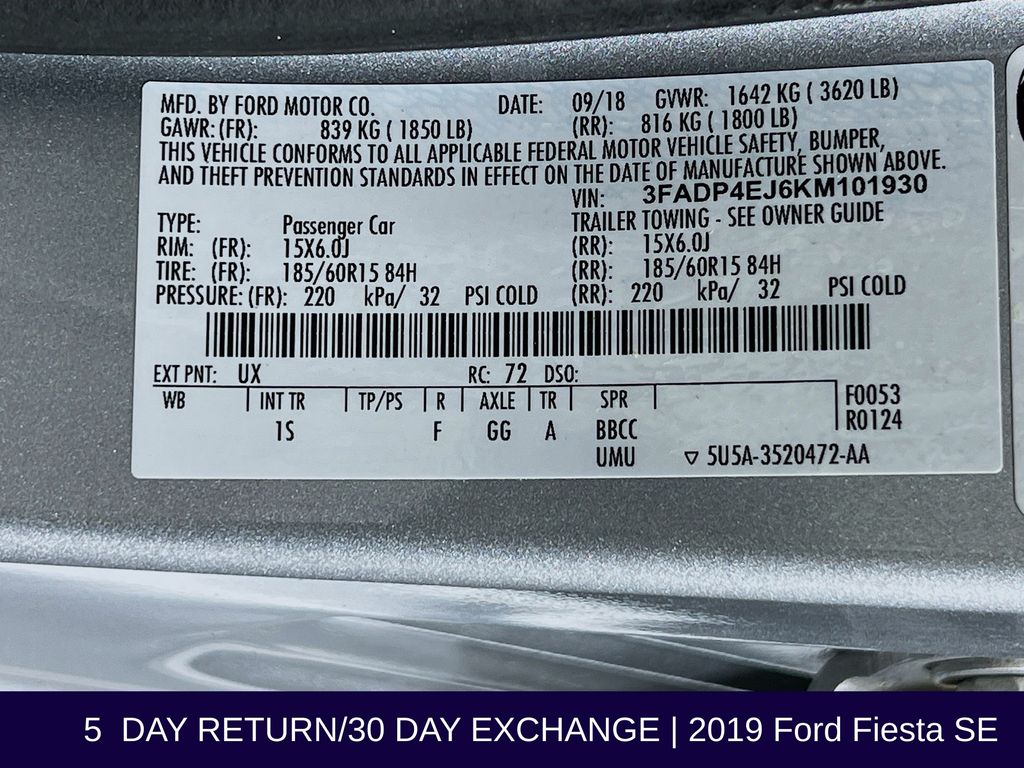 MFD. BY FORD MOTOR CO. DATE: 09/18 GVWR: 1642 KG ( 3620 LB)
GAWR: (FR): 839 KG ( 1850 LB) (RR): 816 KG ( 1800 LB)
THIS VEHICLE CONFORMS TO ALL APPLICABLE FEDERAL MOTOR VEHICLE SAFETY, BUMPER,
AND THEFT PREVENTION STANDARDS IN EFFECT ON THE DATE OF MANUFACTURE SHOWN ABOVE.
VIN: 3FADP4EJ6KM101930
TYPE: Passenger Car TRAILER TOWING - SEE OWNER GUIDE
RIM: (FR): 15X6.0J (RR): 15X6.0J
TIRE: (FR): 185/60R15 84H (RR): 185/60R15 84H
PRESSURE: (FR): 220 kPa/ 32 PSI COLD (RR): 220 kPa/ 32 PSI COLD
EXT PNT: UX RC: 72 DSO:
WB INT TR TP/PS R AXLE TR SPR F0053
1S F GG A BBCC R0124
UMU ▽ 5U5A-3520472-AA
5 DAY RETURN/30 DAY EXCHANGE | 2019 Ford Fiesta SE